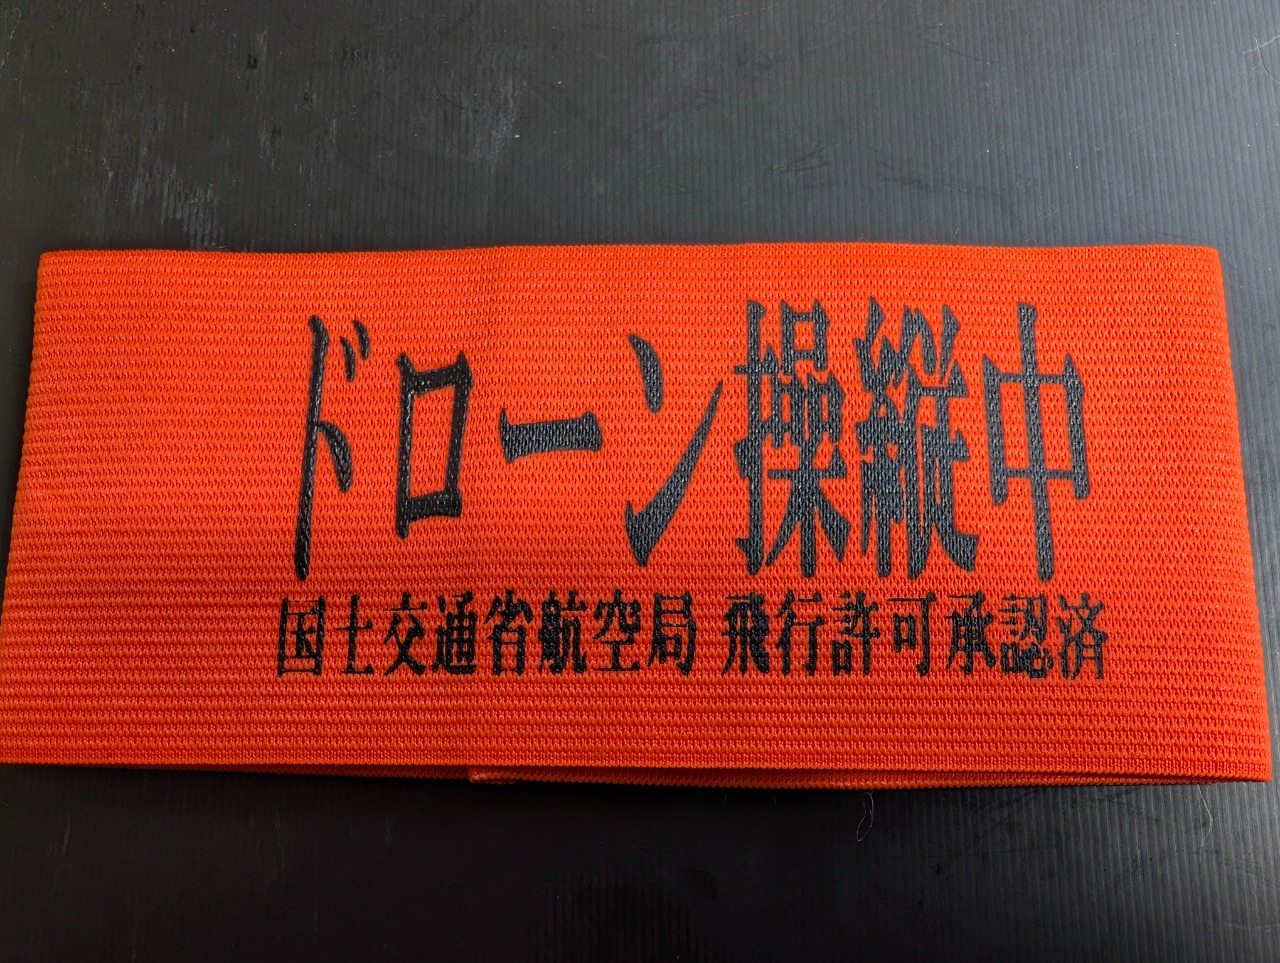 ドローン操縦中
国土交通省航空局 飛行許可承認済